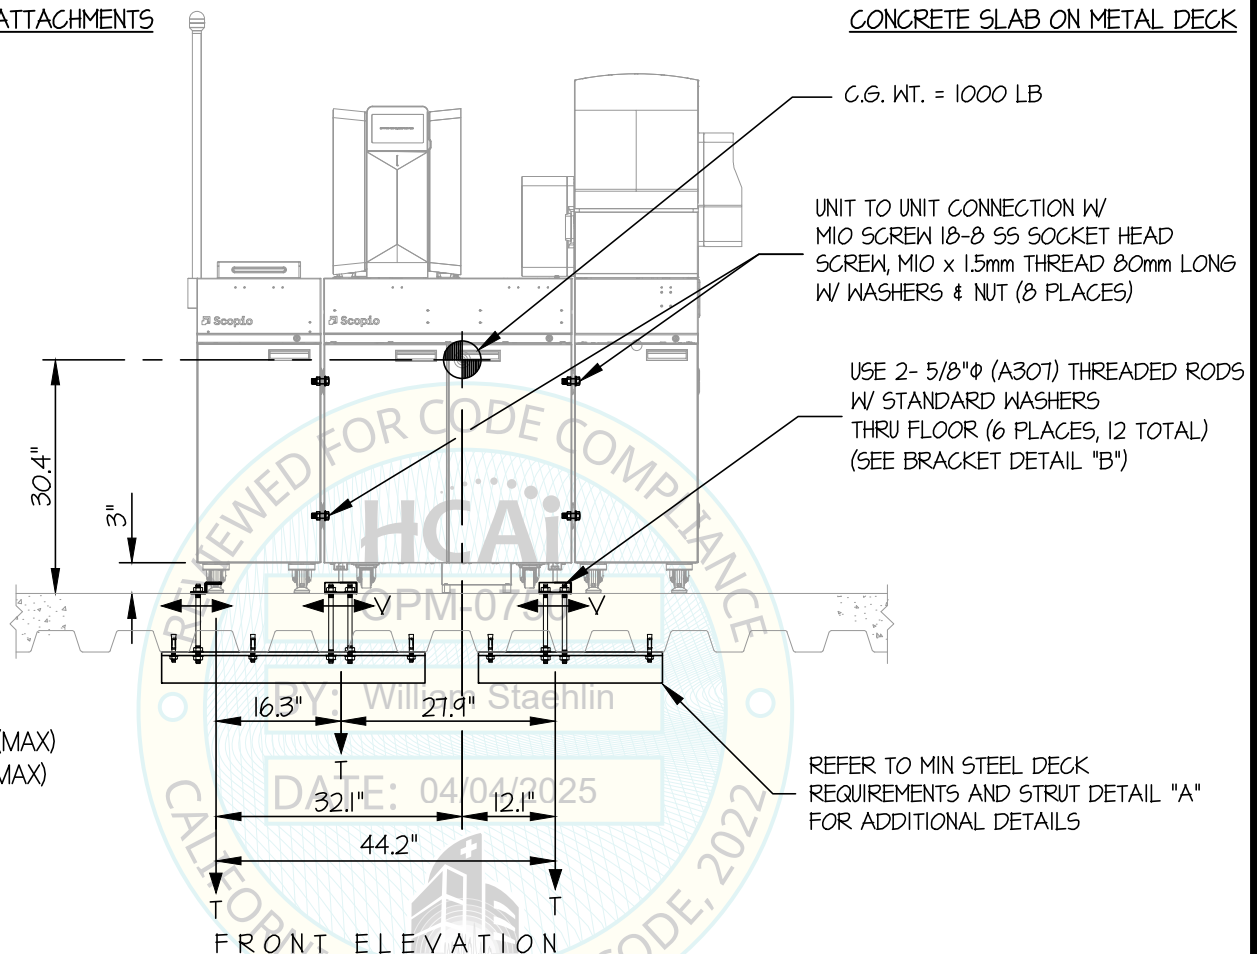 ATTACHMENTS
CONCRETE SLAB ON METAL DECK
C.G. WT. = 1000 LB
UNIT TO UNIT CONNECTION W/
M10 SCREW 18-8 SS SOCKET HEAD
SCREW, M10 x 1.5mm THREAD 80mm LONG
W/ WASHERS & NUT (8 PLACES)
Scopio
Scopio
USE 2- 5/8"Φ (A307) THREADED RODS
W/ STANDARD WASHERS
THRU FLOOR (6 PLACES, 12 TOTAL)
(SEE BRACKET DETAIL "B")
30.4"
3"
REVIEWED FOR CODE COMPLIANCE
HCAi
V
V
BY: William Staehlin
16.3"
27.9"
T
(MAX)
MAX)
REFER TO MIN STEEL DECK
REQUIREMENTS AND STRUT DETAIL "A"
FOR ADDITIONAL DETAILS
DATE: 04/04/2025
32.1"
12.1"
44.2"
T
T
CODE, 2022
FRONT ELEVATION